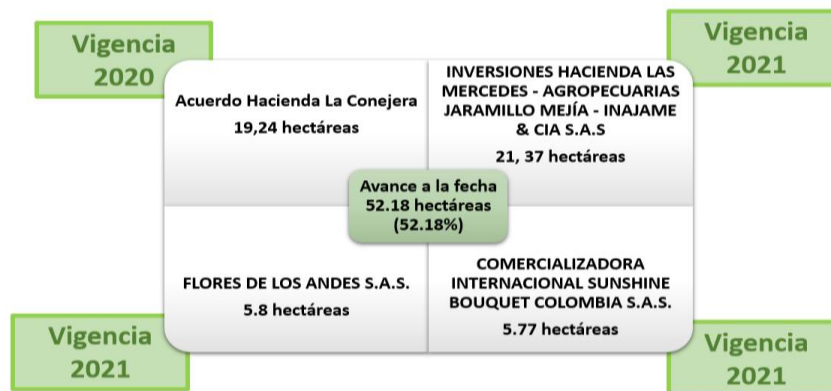 Vigencia
2020
Vigencia
2021
Acuerdo Hacienda La Conejera
19,24 hectáreas
INVERSIONES HACIENDA LAS
MERCEDES - AGROPECUARIAS
JARAMILLO MEJÍA - INAJAME
& CIA S.A.S
21, 37 hectáreas
Avance a la fecha
52.18 hectáreas
(52.18%)
FLORES DE LOS ANDES S.A.S.
5.8 hectáreas
COMERCIALIZADORA
INTERNACIONAL SUNSHINE
BOUQUET COLOMBIA S.A.S.
5.77 hectáreas
Vigencia
2021
Vigencia
2021